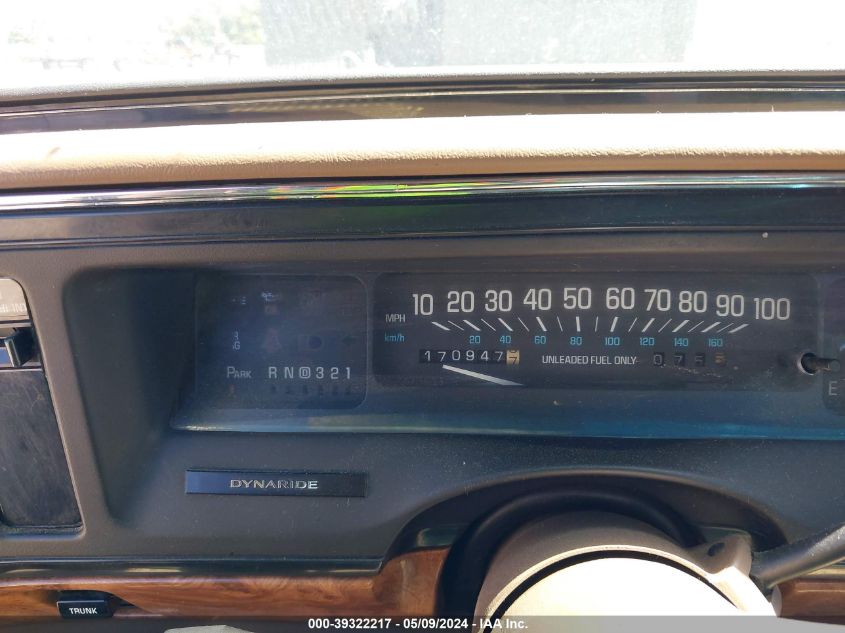 10 20 30 40 50 60 70 80 90 100
MPH
km/h 20 40 60 80 100 120 140 160
170947 UNLEADED FUEL ONLY
PARK R N D 3 2 1
E
DYNARIDE
TRUNK
000-39322217 - 05/09/2024 - IAA Inc.